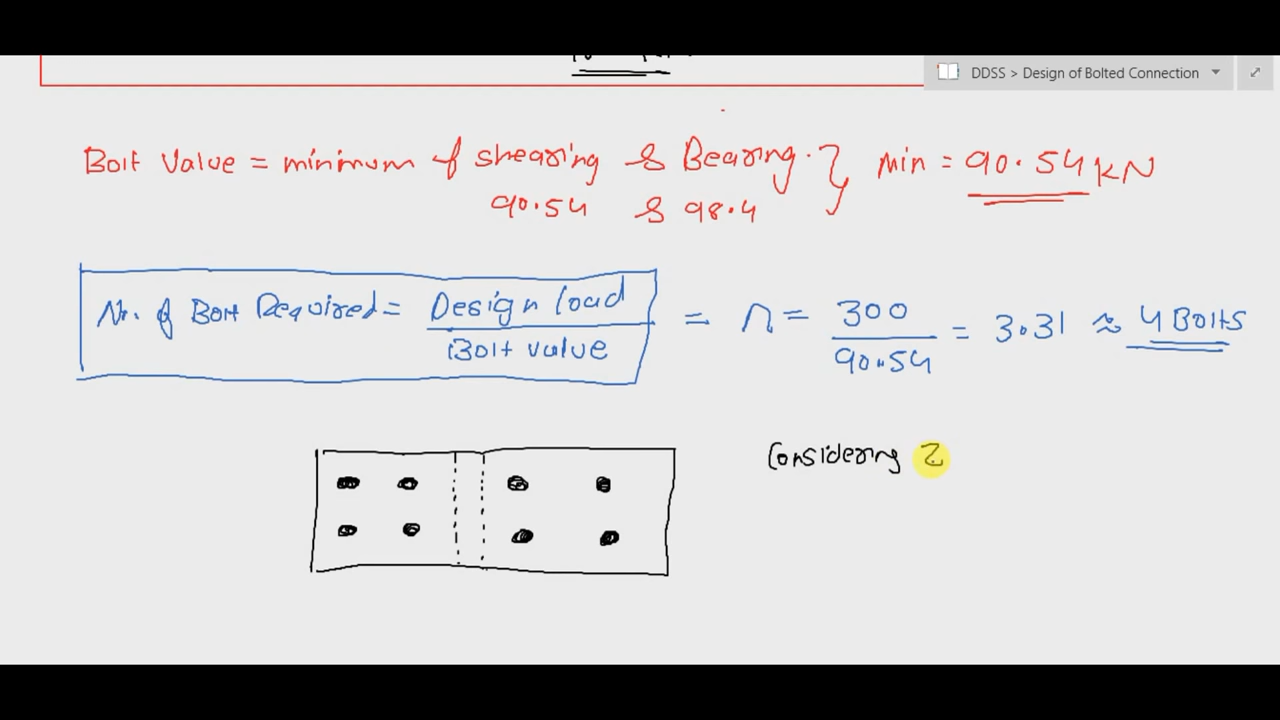 DDSS > Design of Bolted Connection
Bolt Value = minimum of shearing & Bearing. } Min = 90.54 kN
90.54 & 98.4
Nr. of Bolt Required = Design load / Bolt value = n = 300 / 90.54 = 3.31 ≈ 4 Bolts
Considering 2